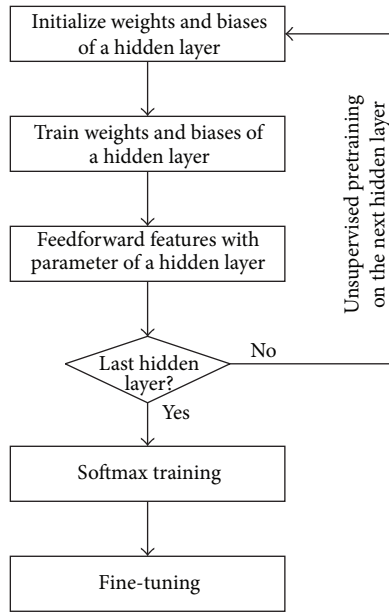 Initialize weights and biases
of a hidden layer
Train weights and biases of
a hidden layer
Feedforward features with
parameter of a hidden layer
Last hidden
layer?
No
Yes
Softmax training
Fine-tuning
Unsupervised pretraining
on the next hidden layer